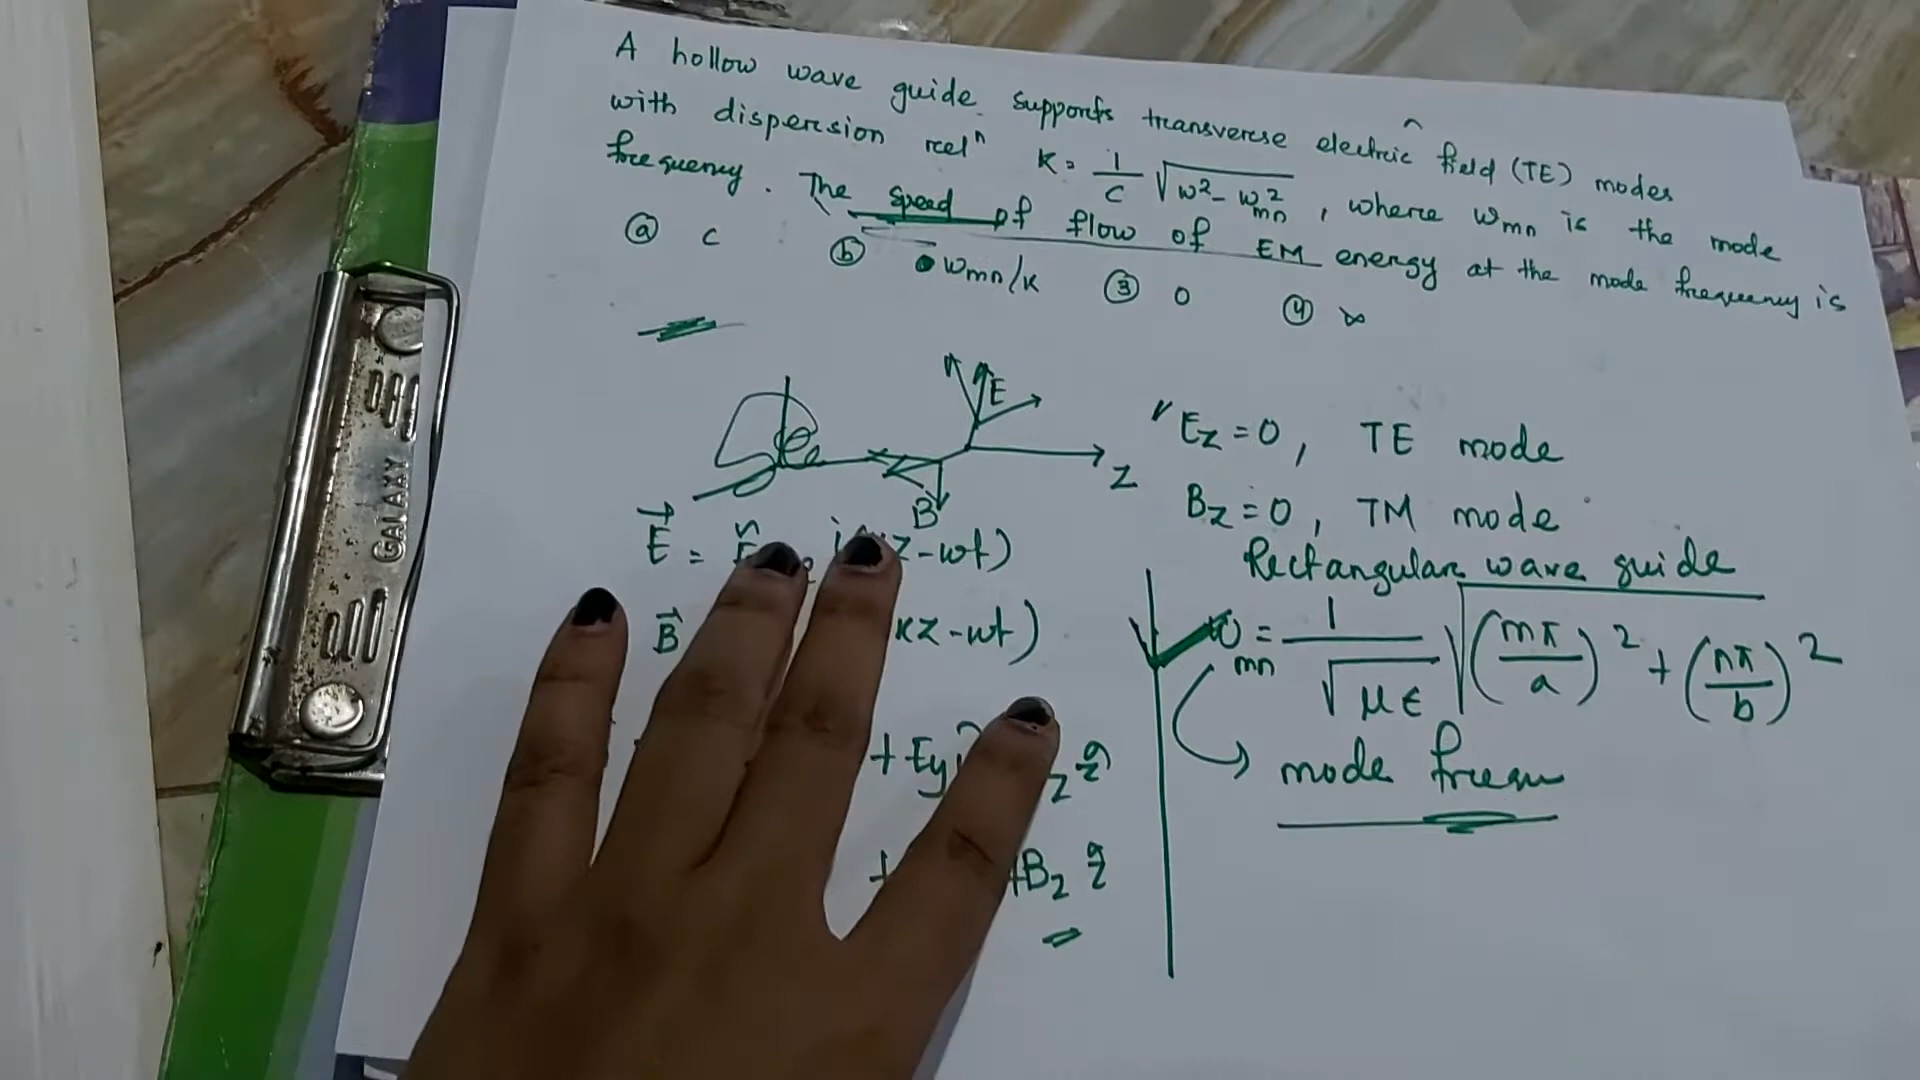 A hollow wave guide supports transverse electric field (TE) modes
with dispersion relⁿ K = 1/C √(ω² - ω²mn), where ωmn is the mode
frequency. The speed of flow of EM energy at the mode frequency is
ⓐ c ⓑ ωmn/K ③ 0 ④ ∞
E
Z
B
Ez = 0, TE mode
Bz = 0, TM mode
Rectangular wave guide
ωmn = 1/√(μϵ) √((mπ/a)² + (nπ/b)²)
mode frequ
E⃗ = z - wt)
B⃗ kz - wt)
+ Ey z ẑ
+ +Bz ẑ
GALAXY